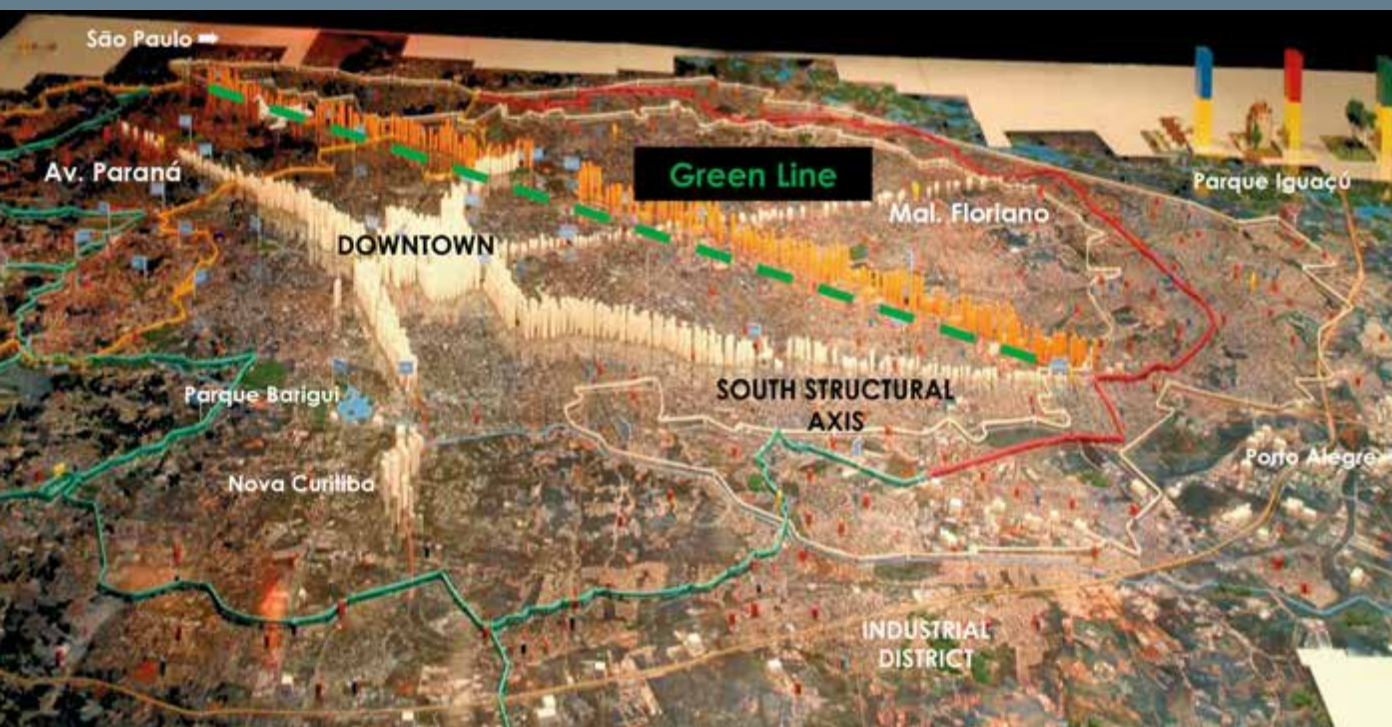 São Paulo
Av. Paraná
Green Line
Parque Iguaçú
Mal. Floriano
DOWNTOWN
Parque Barigui
SOUTH STRUCTURAL
AXIS
Nova Curitiba
Porto Alegre
INDUSTRIAL
DISTRICT